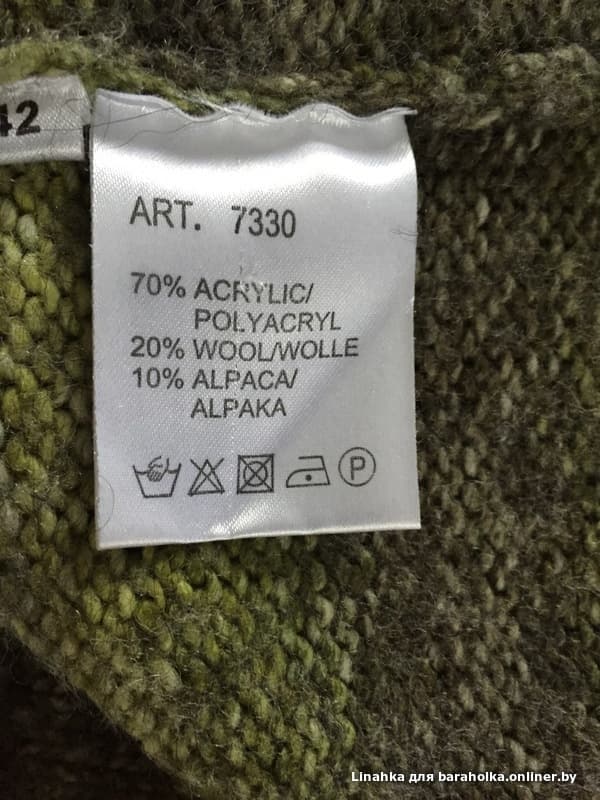 42
ART. 7330
70% ACRYLIC/
POLYACRYL
20% WOOL/WOLLE
10% ALPACA/
ALPAKA
P
Linahka для baraholka.onliner.by